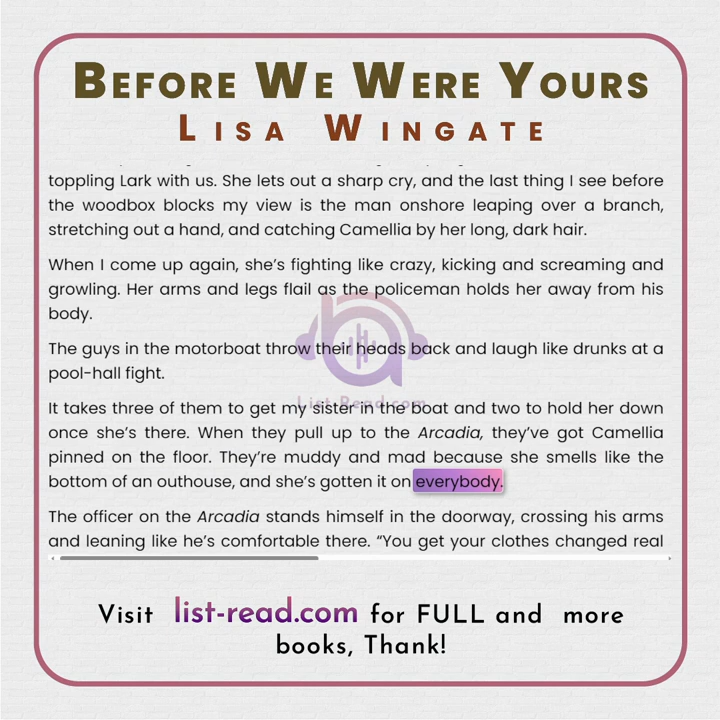 BEFORE WE WERE YOURS
LISA WINGATE
toppling Lark with us. She lets out a sharp cry, and the last thing I see before
the woodbox blocks my view is the man onshore leaping over a branch,
stretching out a hand, and catching Camellia by her long, dark hair.
When I come up again, she’s fighting like crazy, kicking and screaming and
growling. Her arms and legs flail as the policeman holds her away from his
body.
The guys in the motorboat throw their heads back and laugh like drunks at a
pool-hall fight.
List-Read.com
It takes three of them to get my sister in the boat and two to hold her down
once she’s there. When they pull up to the Arcadia, they’ve got Camellia
pinned on the floor. They’re muddy and mad because she smells like the
bottom of an outhouse, and she’s gotten it on everybody.
The officer on the Arcadia stands himself in the doorway, crossing his arms
and leaning like he’s comfortable there. “You get your clothes changed real
Visit list-read.com for FULL and more
books, Thank!